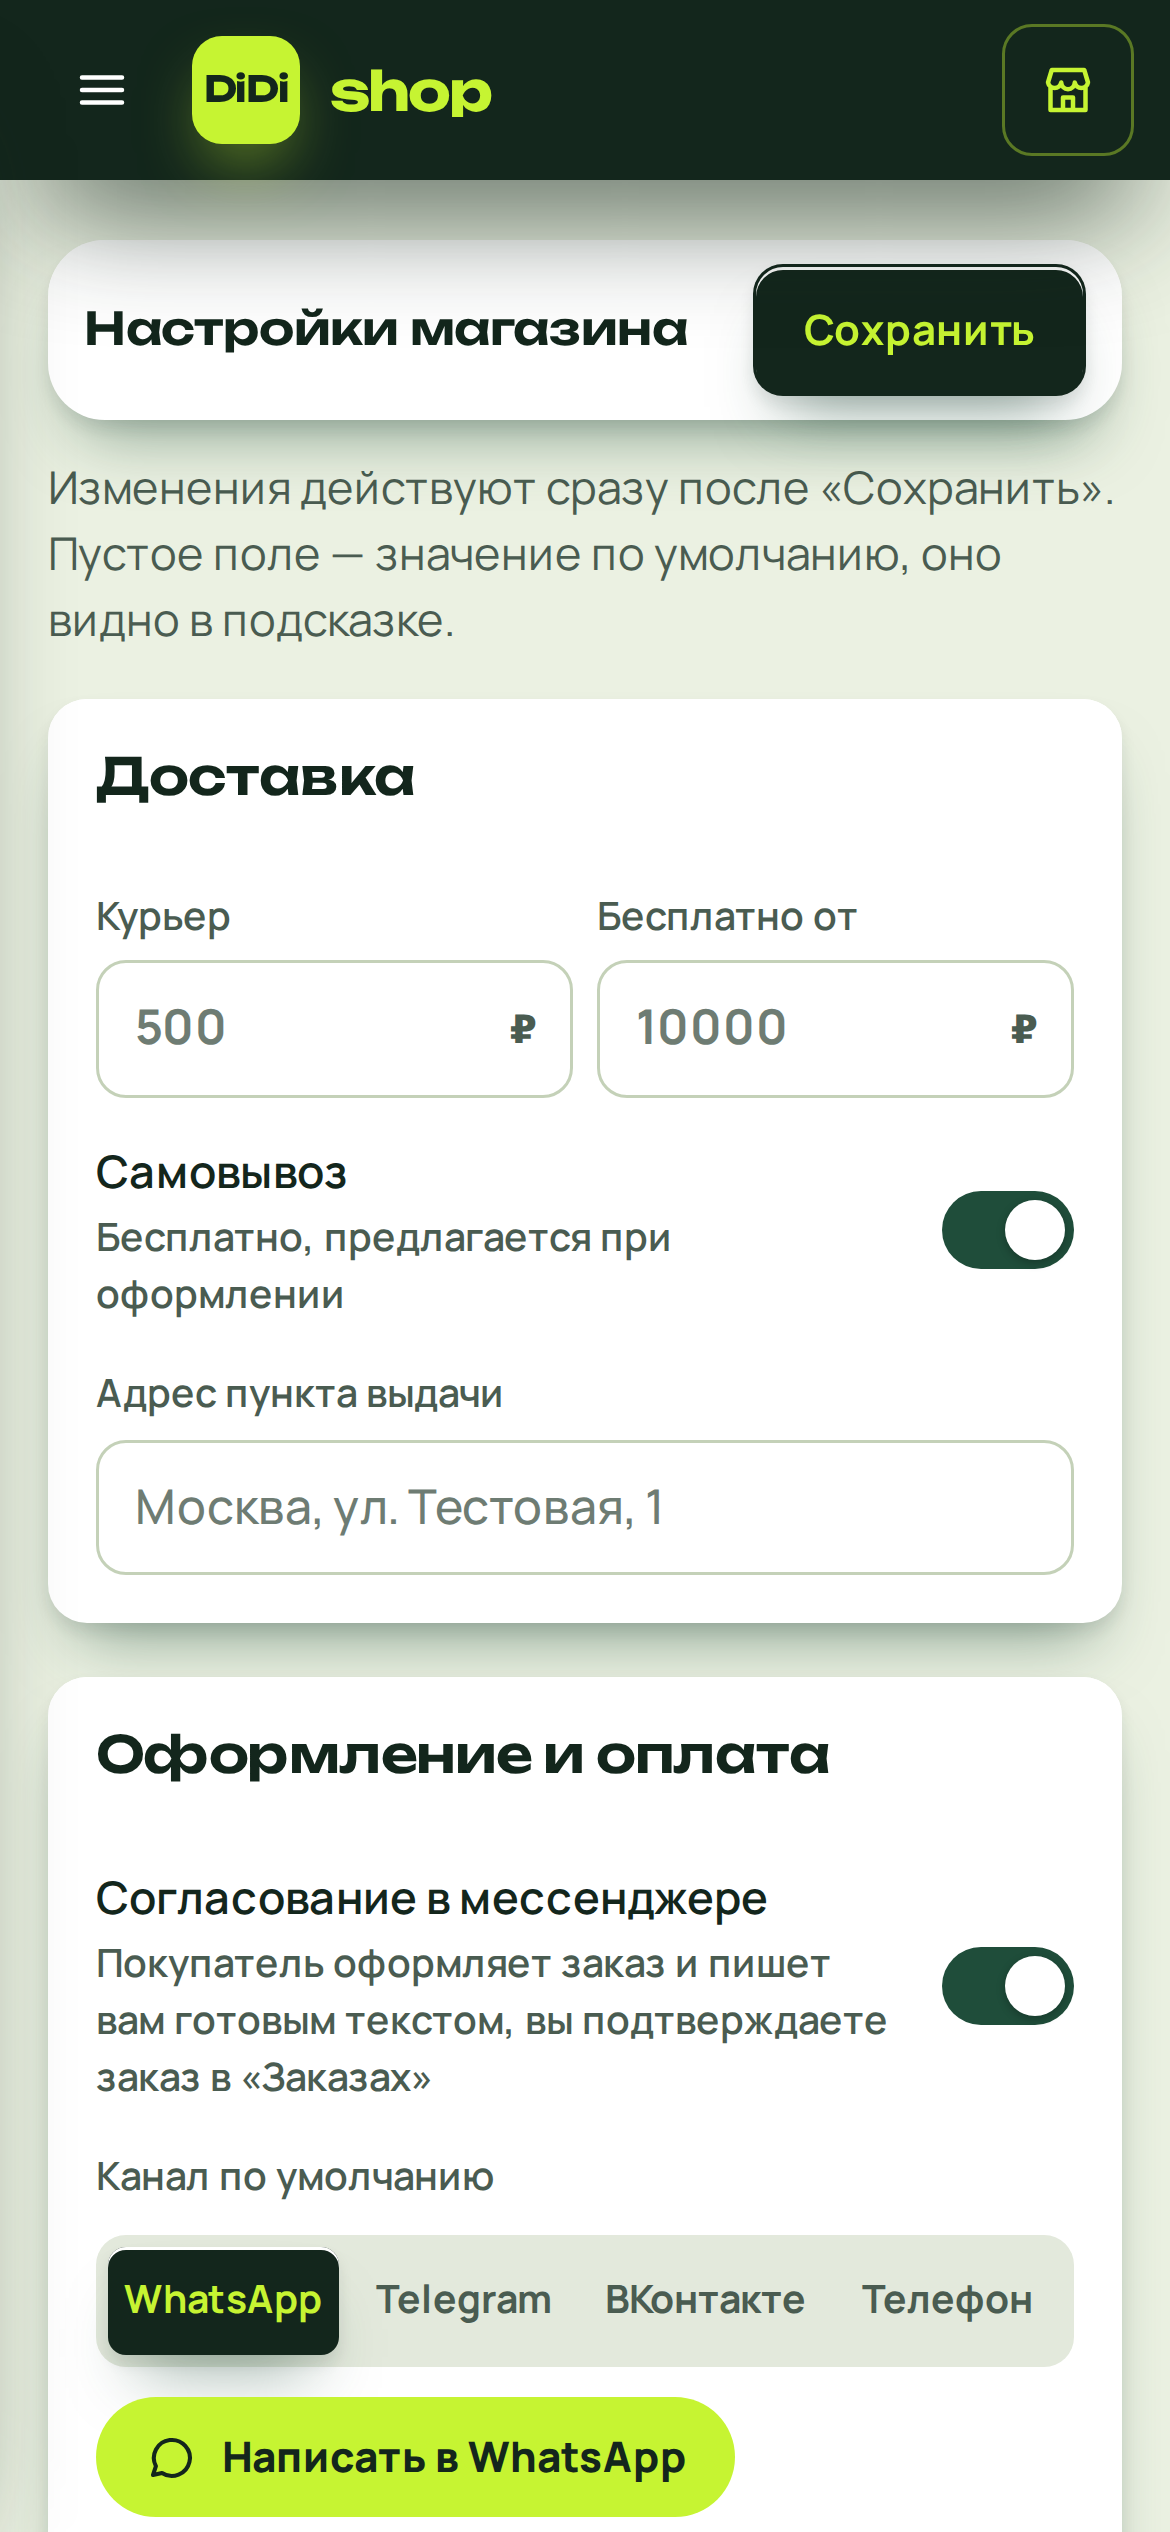 DiDi shop
Настройки магазина
Сохранить
Изменения действуют сразу после «Сохранить».
Пустое поле — значение по умолчанию, оно
видно в подсказке.
Доставка
Курьер
Бесплатно от
500 ₽
10000 ₽
Самовывоз
Бесплатно, предлагается при
оформлении
Адрес пункта выдачи
Москва, ул. Тестовая, 1
Оформление и оплата
Согласование в мессенджере
Покупатель оформляет заказ и пишет
вам готовым текстом, вы подтверждаете
заказ в «Заказах»
Канал по умолчанию
WhatsApp Telegram ВКонтакте Телефон
Написать в WhatsApp